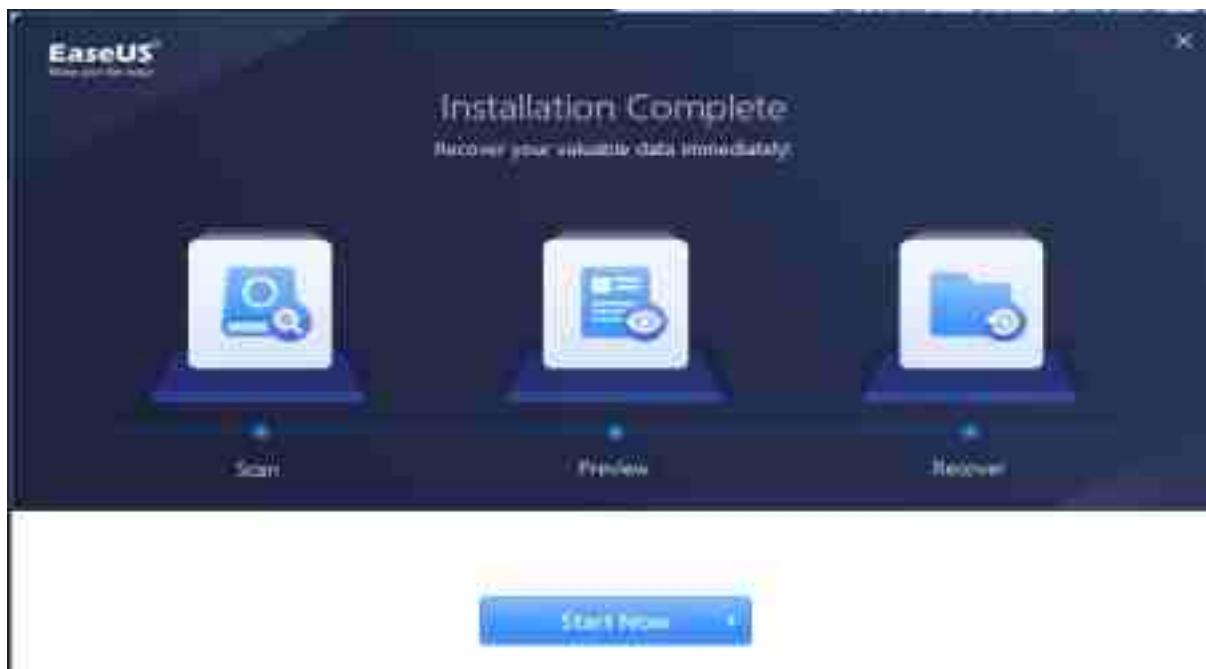 EaseUS
Installation Complete
Recover your valuable data immediately!
Scan
Preview
Recover
Start Now